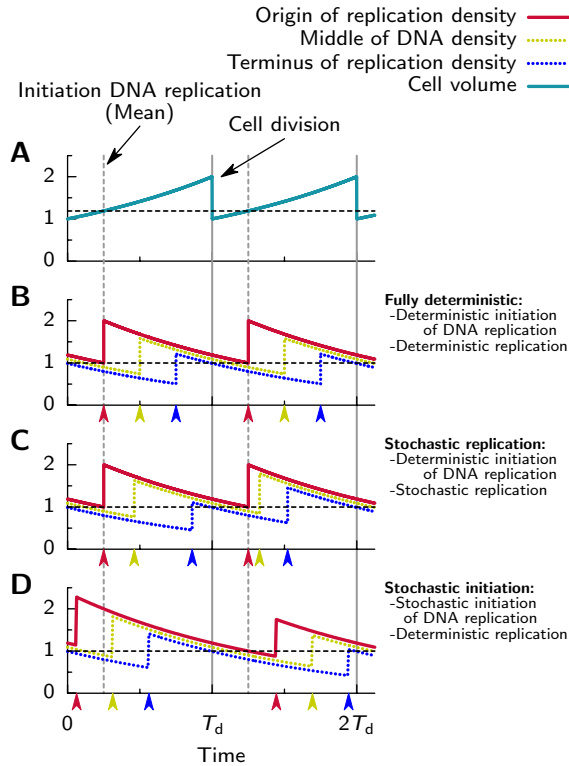 Origin of replication density
Middle of DNA density
Terminus of replication density
Cell volume
Initiation DNA replication
(Mean)
Cell division
A
2
1
B
2
1
0
Fully deterministic:
-Deterministic initiation
of DNA replication
-Deterministic replication
C
2
1
0
Stochastic replication:
-Deterministic initiation
of DNA replication
-Stochastic replication
D
2
1
0
Stochastic initiation:
-Stochastic initiation
of DNA replication
-Deterministic replication
0 Td 2Td
Time